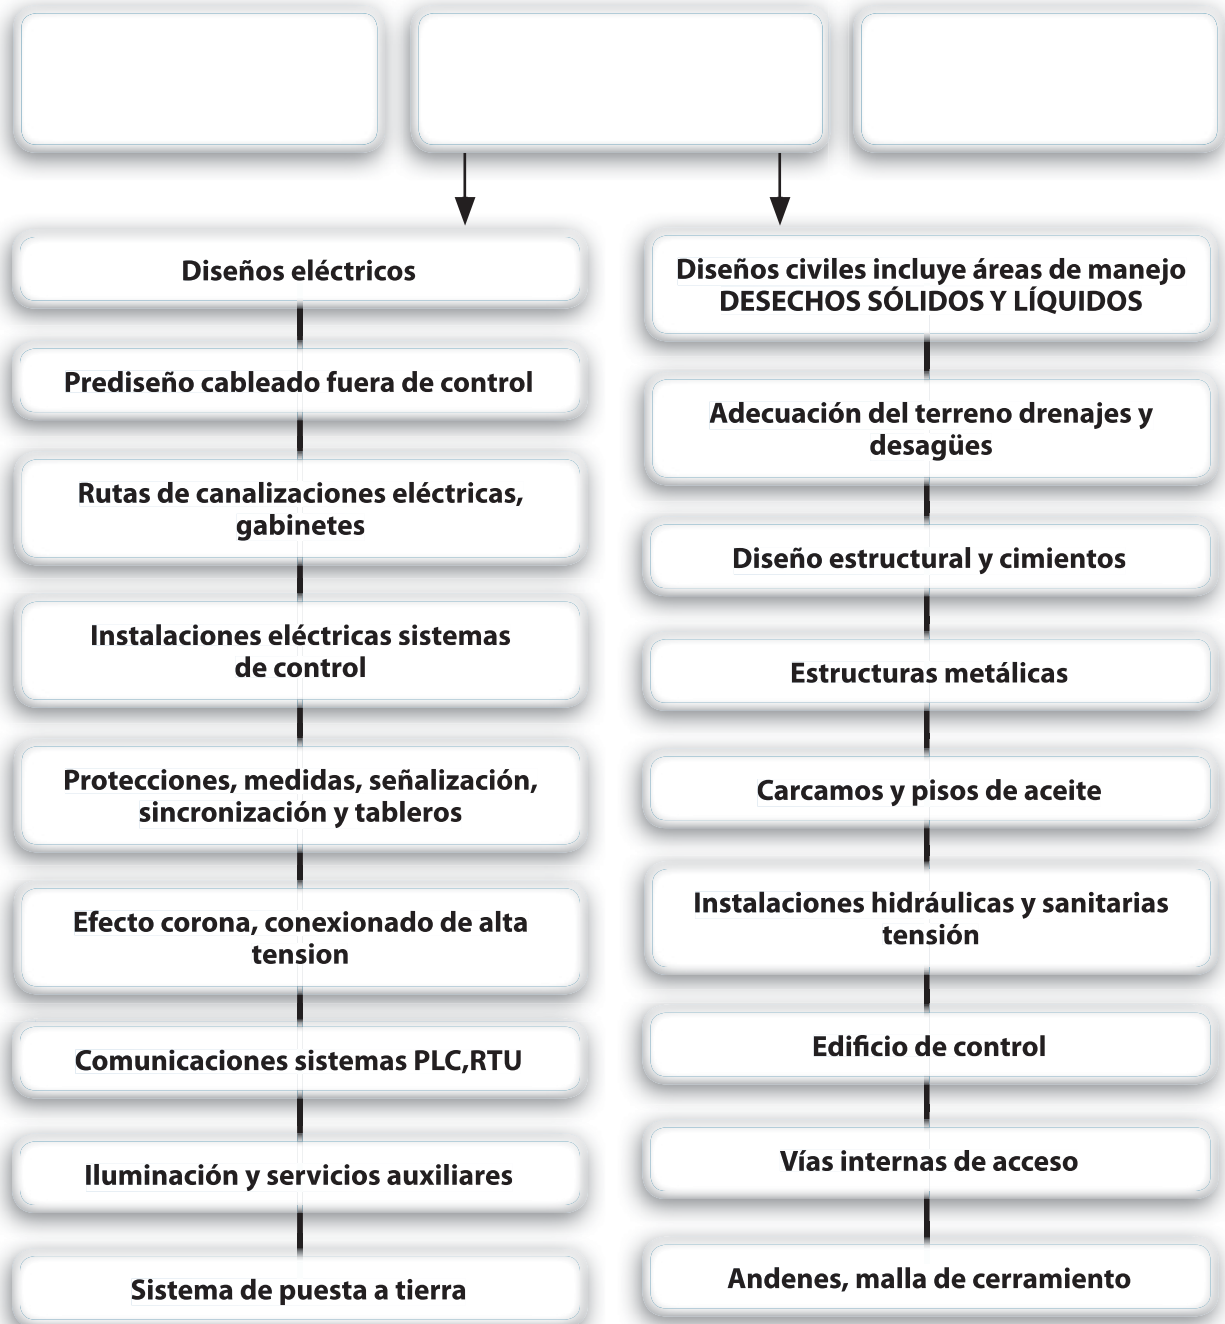 Diseños eléctricos
Prediseño cableado fuera de control
Rutas de canalizaciones eléctricas,
gabinetes
Instalaciones eléctricas sistemas
de control
Protecciones, medidas, señalización,
sincronización y tableros
Efecto corona, conexionado de alta
tension
Comunicaciones sistemas PLC,RTU
Iluminación y servicios auxiliares
Sistema de puesta a tierra
Diseños civiles incluye áreas de manejo
DESECHOS SÓLIDOS Y LÍQUIDOS
Adecuación del terreno drenajes y
desagües
Diseño estructural y cimientos
Estructuras metálicas
Carcamos y pisos de aceite
Instalaciones hidráulicas y sanitarias
tensión
Edificio de control
Vías internas de acceso
Andenes, malla de cerramiento